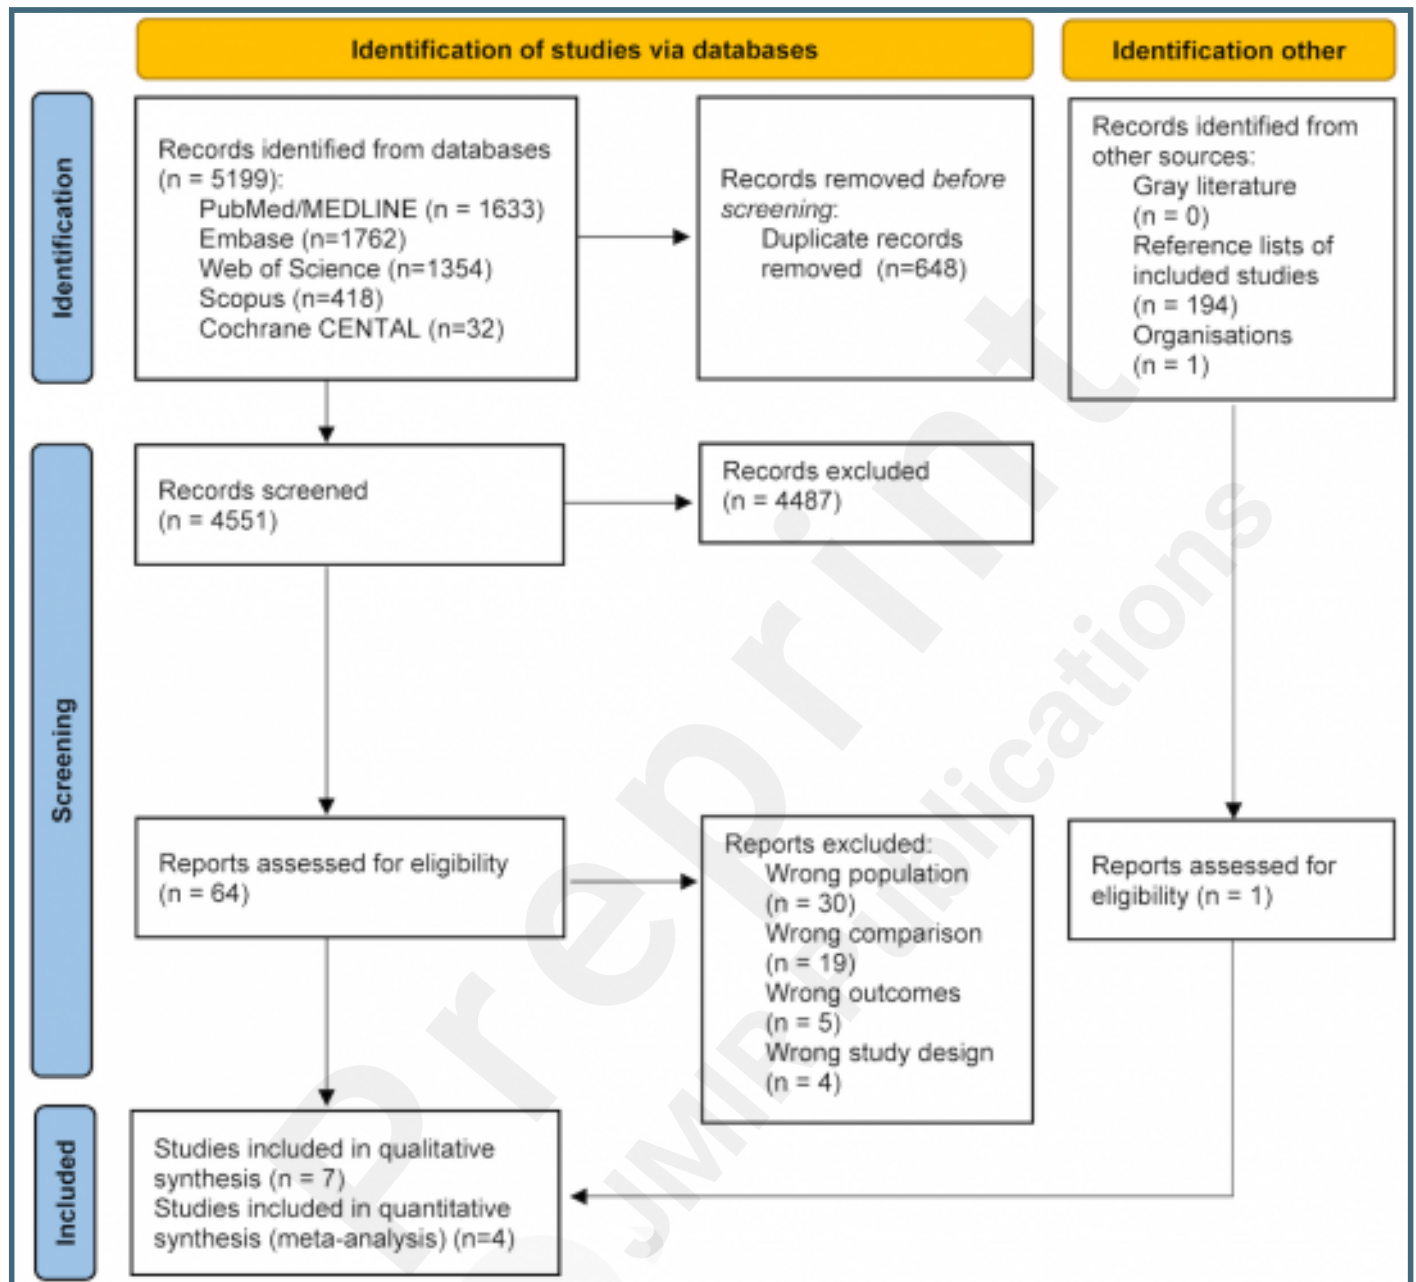 Identification of studies via databases
Identification other
Identification
Records identified from databases
(n = 5199):
PubMed/MEDLINE (n = 1633)
Embase (n=1762)
Web of Science (n=1354)
Scopus (n=418)
Cochrane CENTAL (n=32)
Records removed before
screening:
Duplicate records
removed (n=648)
Records identified from
other sources:
Gray literature
(n = 0)
Reference lists of
included studies
(n = 194)
Organisations
(n = 1)
Screening
Records screened
(n = 4551)
Records excluded
(n = 4487)
Reports assessed for eligibility
(n = 64)
Reports excluded:
Wrong population
(n = 30)
Wrong comparison
(n = 19)
Wrong outcomes
(n = 5)
Wrong study design
(n = 4)
Reports assessed for
eligibility (n = 1)
Included
Studies included in qualitative
synthesis (n = 7)
Studies included in quantitative
synthesis (meta-analysis) (n=4)
Preprint
JMIR Publications